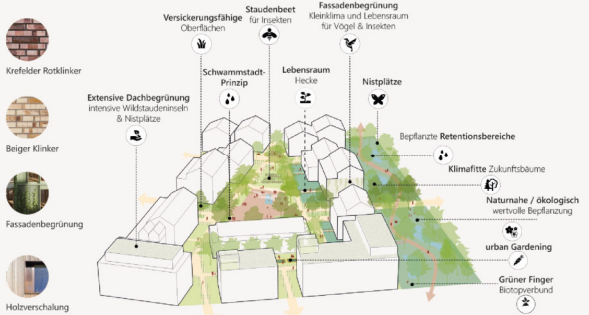 Krefelder Rotklinker
Beiger Klinker
Fassadenbegrünung
Holzverschalung
Extensive Dachbegrünung
intensive Wildstaudeninseln
& Nistplätze
Versickerungsfähige
Oberflächen
Schwammstadt-
Prinzip
Staudenbeet
für Insekten
Lebensraum
Hecke
Fassadenbegrünung
Kleinklima und Lebensraum
für Vögel & Insekten
Nistplätze
Bepflanzte Retentionsbereiche
Klimafitte Zukunftsbäume
Naturnahe / ökologisch
wertvolle Bepflanzung
urban Gardening
Grüner Finger
Biotopverbund